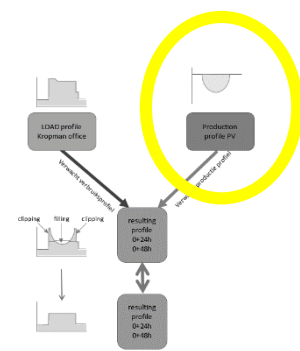 LOAD profile
Kropman office
Production
profile PV
Verwacht verbruiksprofiel
Verwacht productie profiel
clipping
filling
clipping
resulting
profile
0+24h
0+48h
resulting
profile
0+24h
0+48h